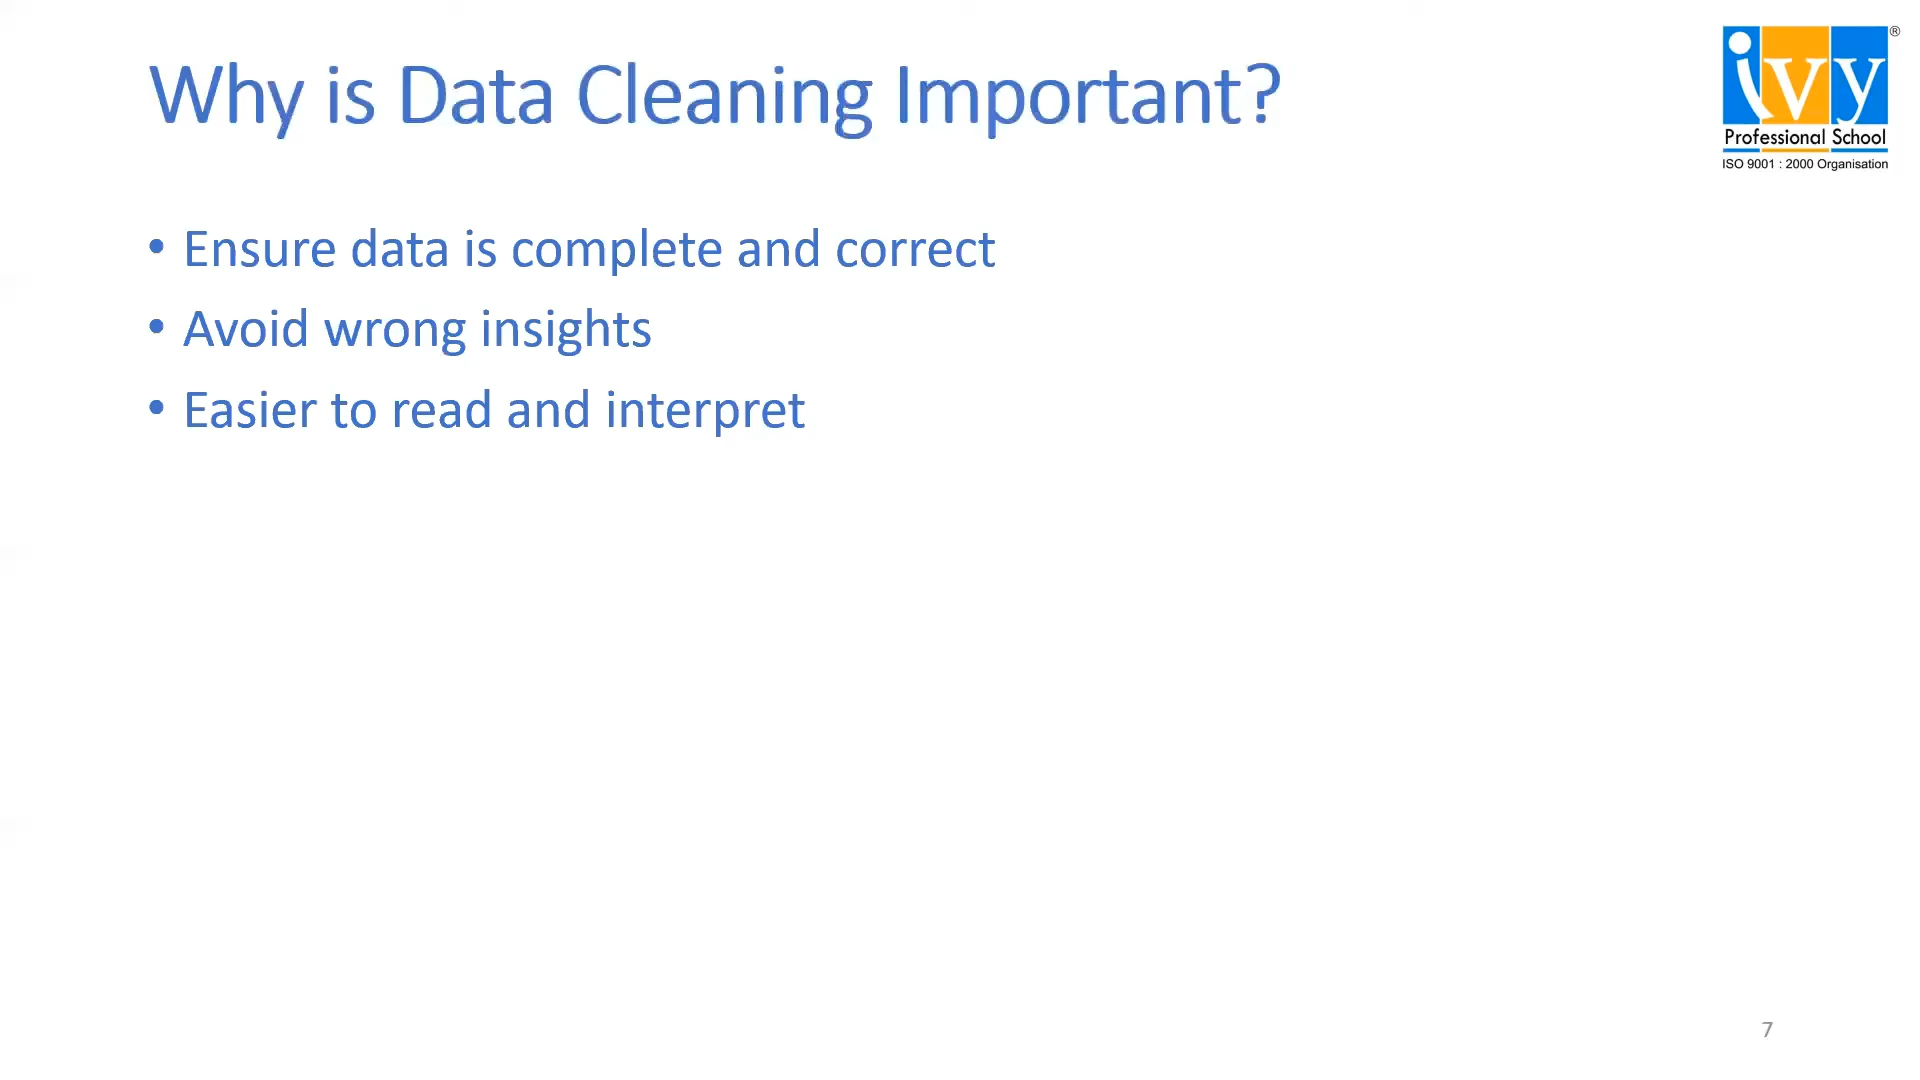 Why is Data Cleaning Important?
ivy
®
Professional School
ISO 9001 : 2000 Organisation
• Ensure data is complete and correct
• Avoid wrong insights
• Easier to read and interpret
7